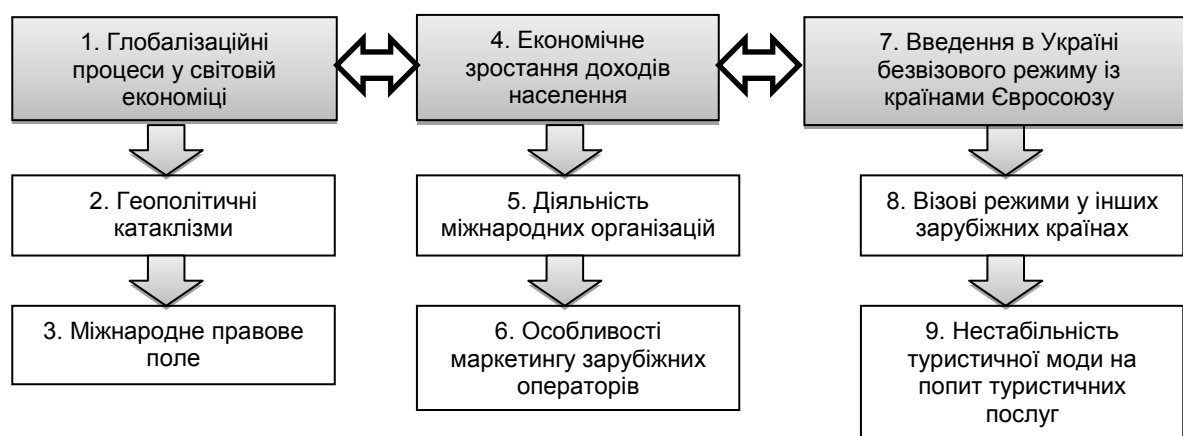 1. Глобалізаційні
процеси у світовій
економіці
4. Економічне
зростання доходів
населення
7. Введення в Україні
безвізового режиму із
країнами Євросоюзу
2. Геополітичні
катаклізми
5. Діяльність
міжнародних організацій
8. Візові режими у інших
зарубіжних країнах
3. Міжнародне правове
поле
6. Особливості
маркетингу зарубіжних
операторів
9. Нестабільність
туристичної моди на
попит туристичних
послуг